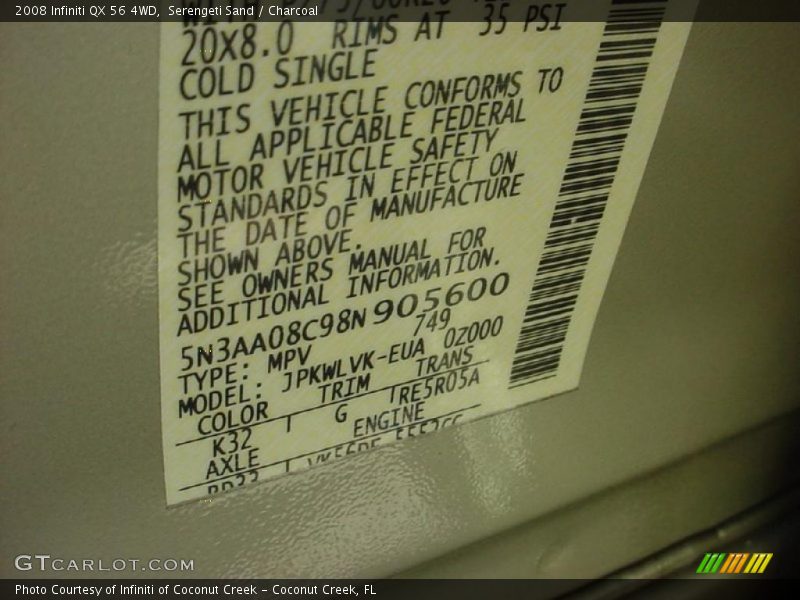 2008 Infiniti QX 56 4WD, Serengeti Sand / Charcoal
20X8.0 RIMS AT 35 PSI
COLD SINGLE
THIS VEHICLE CONFORMS TO
ALL APPLICABLE FEDERAL
MOTOR VEHICLE SAFETY
STANDARDS IN EFFECT ON
THE DATE OF MANUFACTURE
SHOWN ABOVE.
SEE OWNERS MANUAL FOR
ADDITIONAL INFORMATION.
5N3AA08C98N905600
TYPE: MPV 749
MODEL: JPKWLVK-EUA 0Z000
COLOR TRIM TRANS
K32 G TRE5R05A
AXLE ENGINE
GTCARLOT.COM
Photo Courtesy of Infiniti of Coconut Creek – Coconut Creek, FL